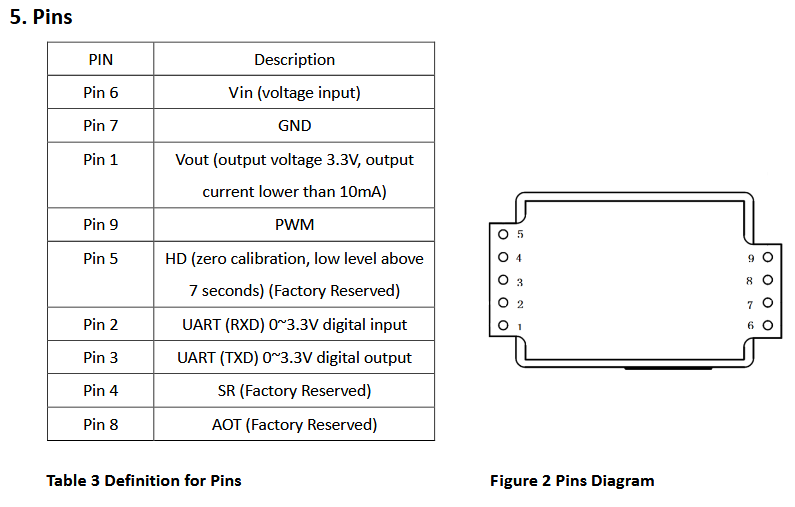 5. Pins
PIN Description
Pin 6 Vin (voltage input)
Pin 7 GND
Pin 1 Vout (output voltage 3.3V, output
current lower than 10mA)
Pin 9 PWM
Pin 5 HD (zero calibration, low level above
7 seconds) (Factory Reserved)
Pin 2 UART (RXD) 0~3.3V digital input
Pin 3 UART (TXD) 0~3.3V digital output
Pin 4 SR (Factory Reserved)
Pin 8 AOT (Factory Reserved)
Table 3 Definition for Pins
5
4 9
3 8
2 7
1 6
Figure 2 Pins Diagram